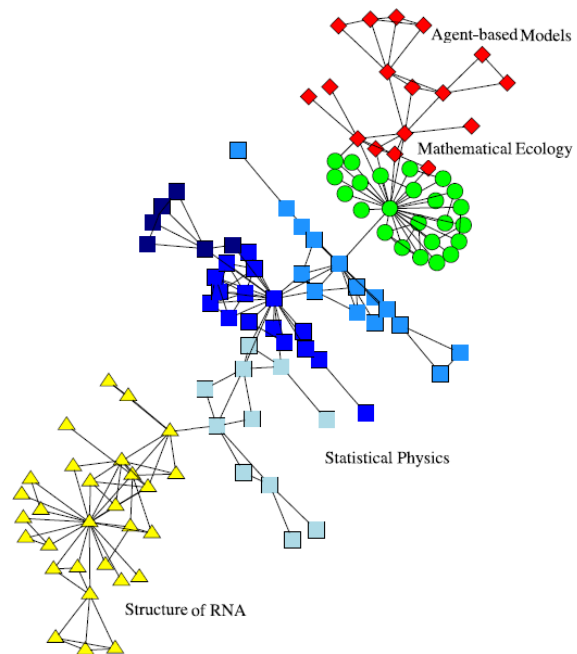 Agent-based Models
Mathematical Ecology
Statistical Physics
Structure of RNA